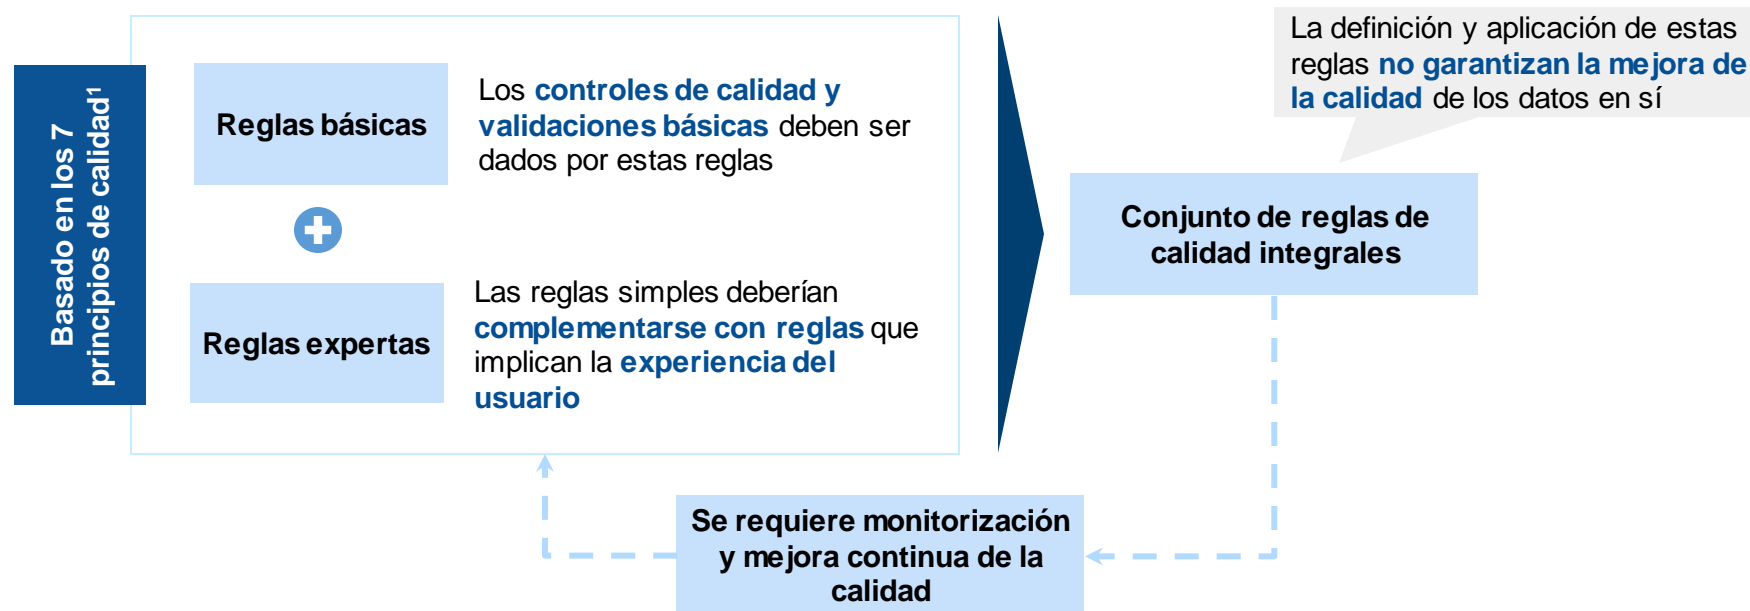 Basado en los 7
principios de calidad¹
Reglas básicas
Los controles de calidad y
validaciones básicas deben ser
dados por estas reglas
Reglas expertas
Las reglas simples deberían
complementarse con reglas que
implican la experiencia del
usuario
La definición y aplicación de estas
reglas no garantizan la mejora de
la calidad de los datos en sí
Conjunto de reglas de
calidad integrales
Se requiere monitorización
y mejora continua de la
calidad